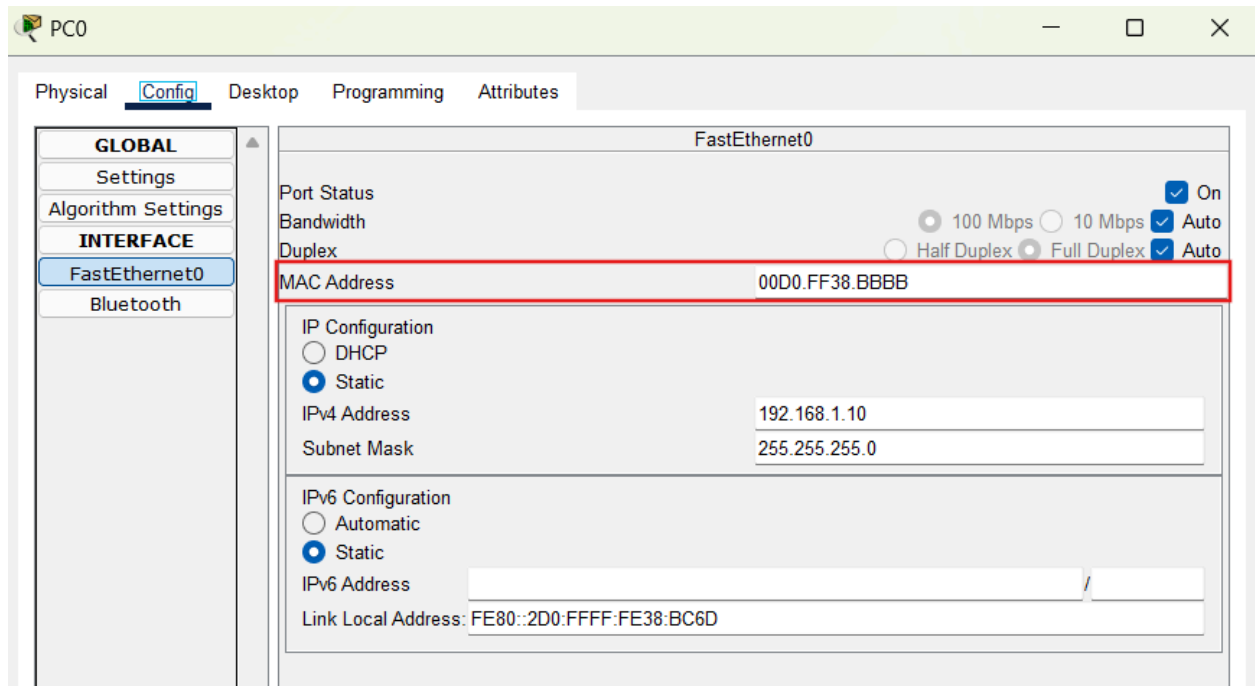 PC0
Physical Config Desktop Programming Attributes
GLOBAL
Settings
Algorithm Settings
INTERFACE
FastEthernet0
Bluetooth
FastEthernet0
Port Status On
Bandwidth 100 Mbps 10 Mbps Auto
Duplex Half Duplex Full Duplex Auto
MAC Address 00D0.FF38.BBBB
IP Configuration
DHCP
Static
IPv4 Address 192.168.1.10
Subnet Mask 255.255.255.0
IPv6 Configuration
Automatic
Static
IPv6 Address /
Link Local Address: FE80::2D0:FFFF:FE38:BC6D